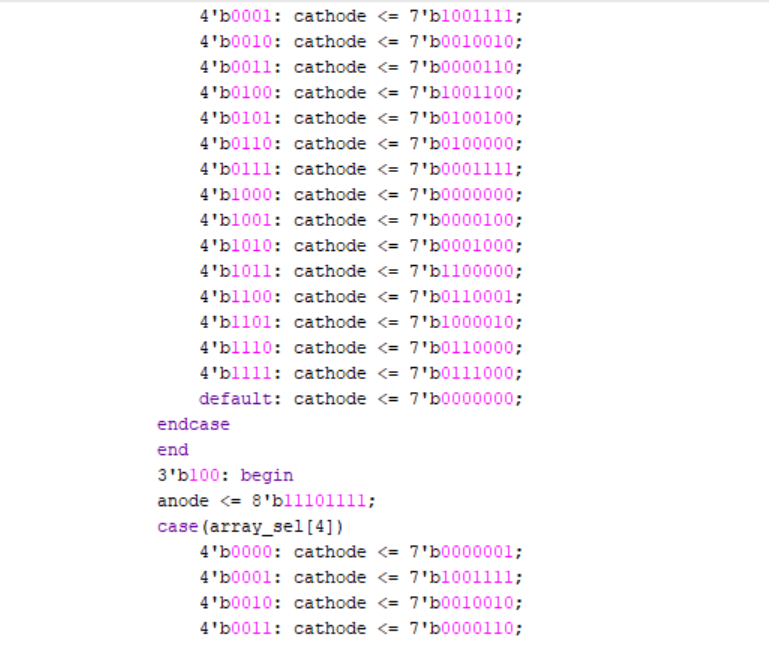 4'b0001: cathode <= 7'b1001111;
4'b0010: cathode <= 7'b0010010;
4'b0011: cathode <= 7'b0000110;
4'b0100: cathode <= 7'b1001100;
4'b0101: cathode <= 7'b0100100;
4'b0110: cathode <= 7'b0100000;
4'b0111: cathode <= 7'b0001111;
4'b1000: cathode <= 7'b0000000;
4'b1001: cathode <= 7'b0000100;
4'b1010: cathode <= 7'b0001000;
4'b1011: cathode <= 7'b1100000;
4'b1100: cathode <= 7'b0110001;
4'b1101: cathode <= 7'b1000010;
4'b1110: cathode <= 7'b0110000;
4'b1111: cathode <= 7'b0111000;
default: cathode <= 7'b0000000;
endcase
end
3'b100: begin
anode <= 8'b11101111;
case(array_sel[4])
4'b0000: cathode <= 7'b0000001;
4'b0001: cathode <= 7'b1001111;
4'b0010: cathode <= 7'b0010010;
4'b0011: cathode <= 7'b0000110;